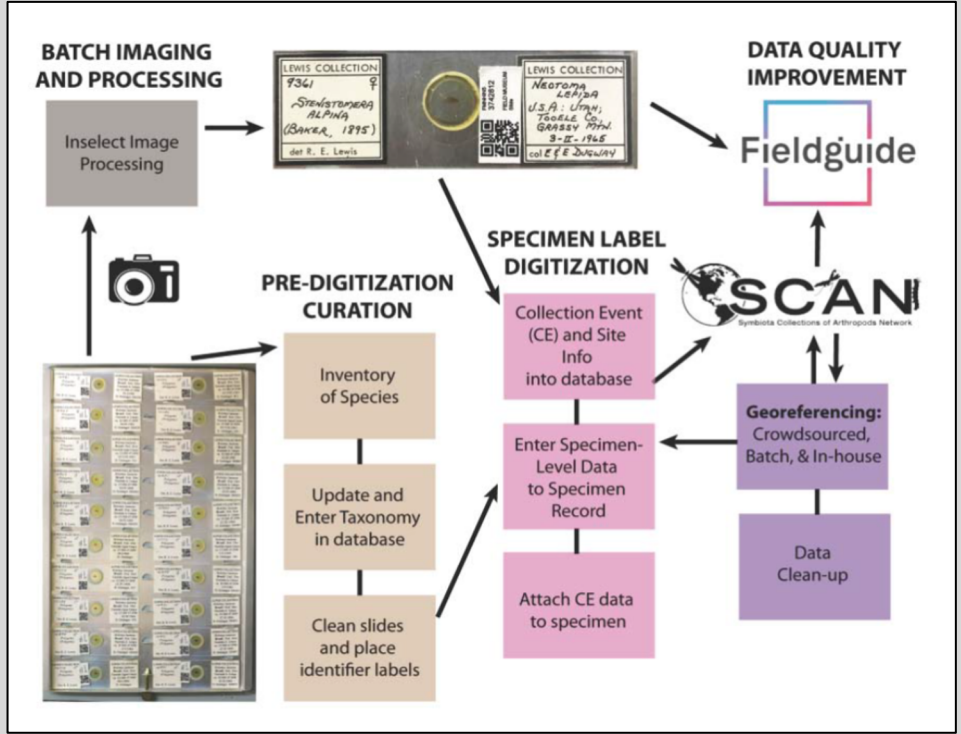 BATCH IMAGING
AND PROCESSING
Inselect Image
Processing
LEWIS COLLECTION
9361 ♀
STENISTOMERA
ALPINA
(BAKER, 1895)
det R. E. Lewis
3742612
FIELD MUSEUM
LEWIS COLLECTION
NEOTOMA
LEPIDA
U.S.A.: UTAH;
TOOELE CO.
GRASSY MTN.
3-II-1965
col E & E DUGWAY
DATA QUALITY
IMPROVEMENT
Fieldguide
PRE-DIGITIZATION
CURATION
Inventory
of Species
Update and
Enter Taxonomy
in database
Clean slides
and place
identifier labels
SPECIMEN LABEL
DIGITIZATION
Collection Event
(CE) and Site
Info
into database
Enter Specimen-
Level Data
to Specimen
Record
Attach CE data
to specimen
SCAN
Symbiota Collections of Arthropods Network
Georeferencing:
Crowdsourced,
Batch, & In-house
Data
Clean-up